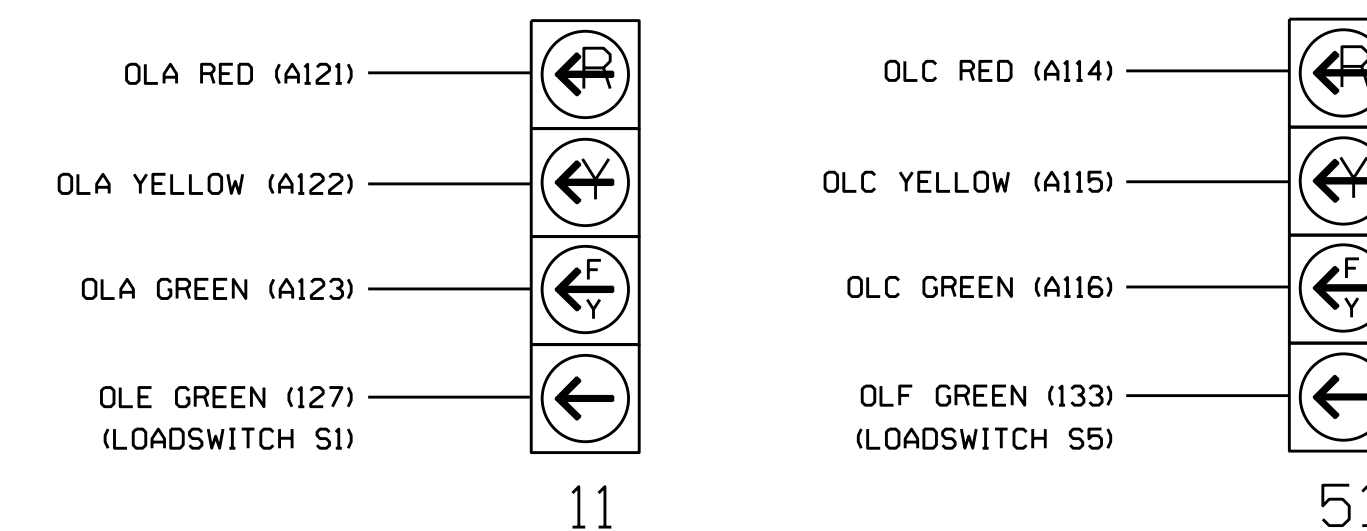 OLA RED (A121)
R
OLA YELLOW (A122)
Y
OLA GREEN (A123)
F
Y
OLE GREEN (127)
(LOADSWITCH S1)
11
OLC RED (A114)
R
OLC YELLOW (A115)
Y
OLC GREEN (A116)
F
Y
OLF GREEN (133)
(LOADSWITCH S5)
51